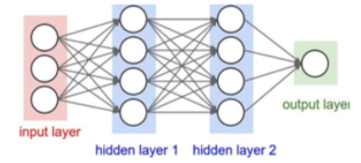 input layer
hidden layer 1
hidden layer 2
output laye